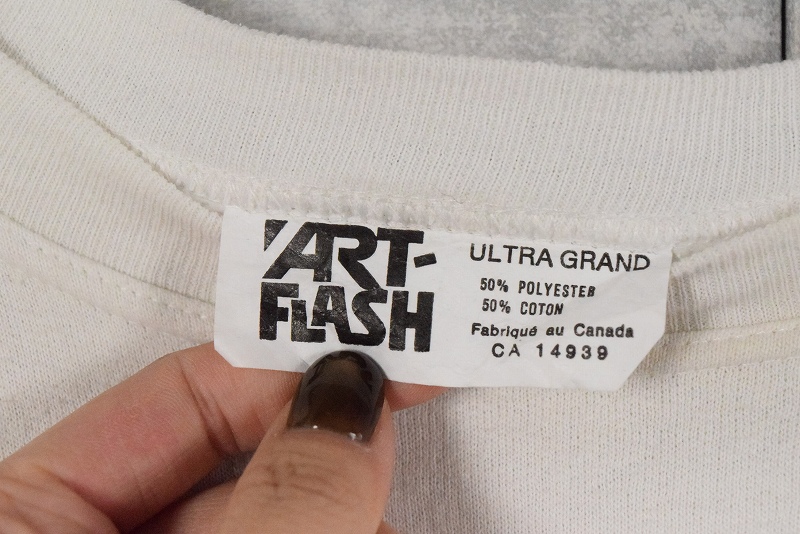 ART-
FLASH
ULTRA GRAND
50% POLYESTER
50% COTON
Fabriqué au Canada
CA 14939